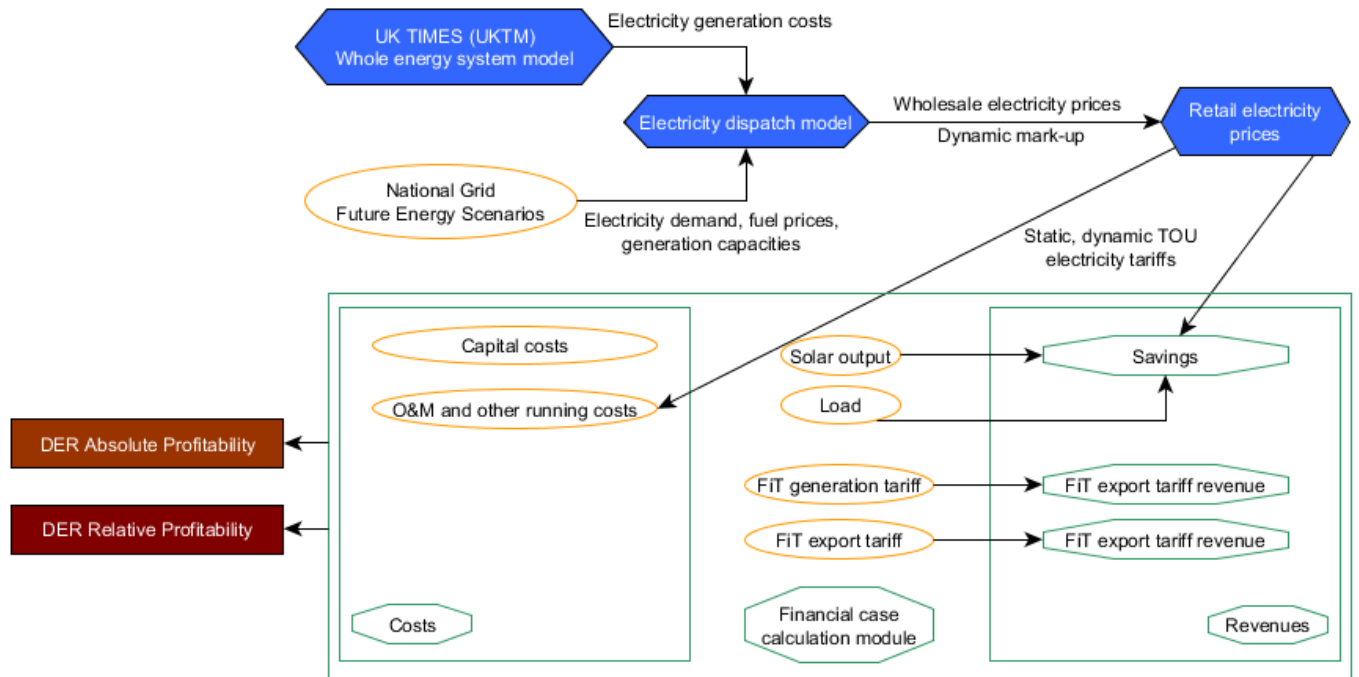 Electricity generation costs
UK TIMES (UKTM)
Whole energy system model
Electricity dispatch model
Wholesale electricity prices
Dynamic mark-up
Retail electricity
prices
National Grid
Future Energy Scenarios
Electricity demand, fuel prices,
generation capacities
Static, dynamic TOU
electricity tariffs
Capital costs
O&M and other running costs
Solar output
Savings
Load
DER Absolute Profitability
DER Relative Profitability
FiT generation tariff
FiT export tariff revenue
FiT export tariff
FiT export tariff revenue
Costs
Financial case
calculation module
Revenues